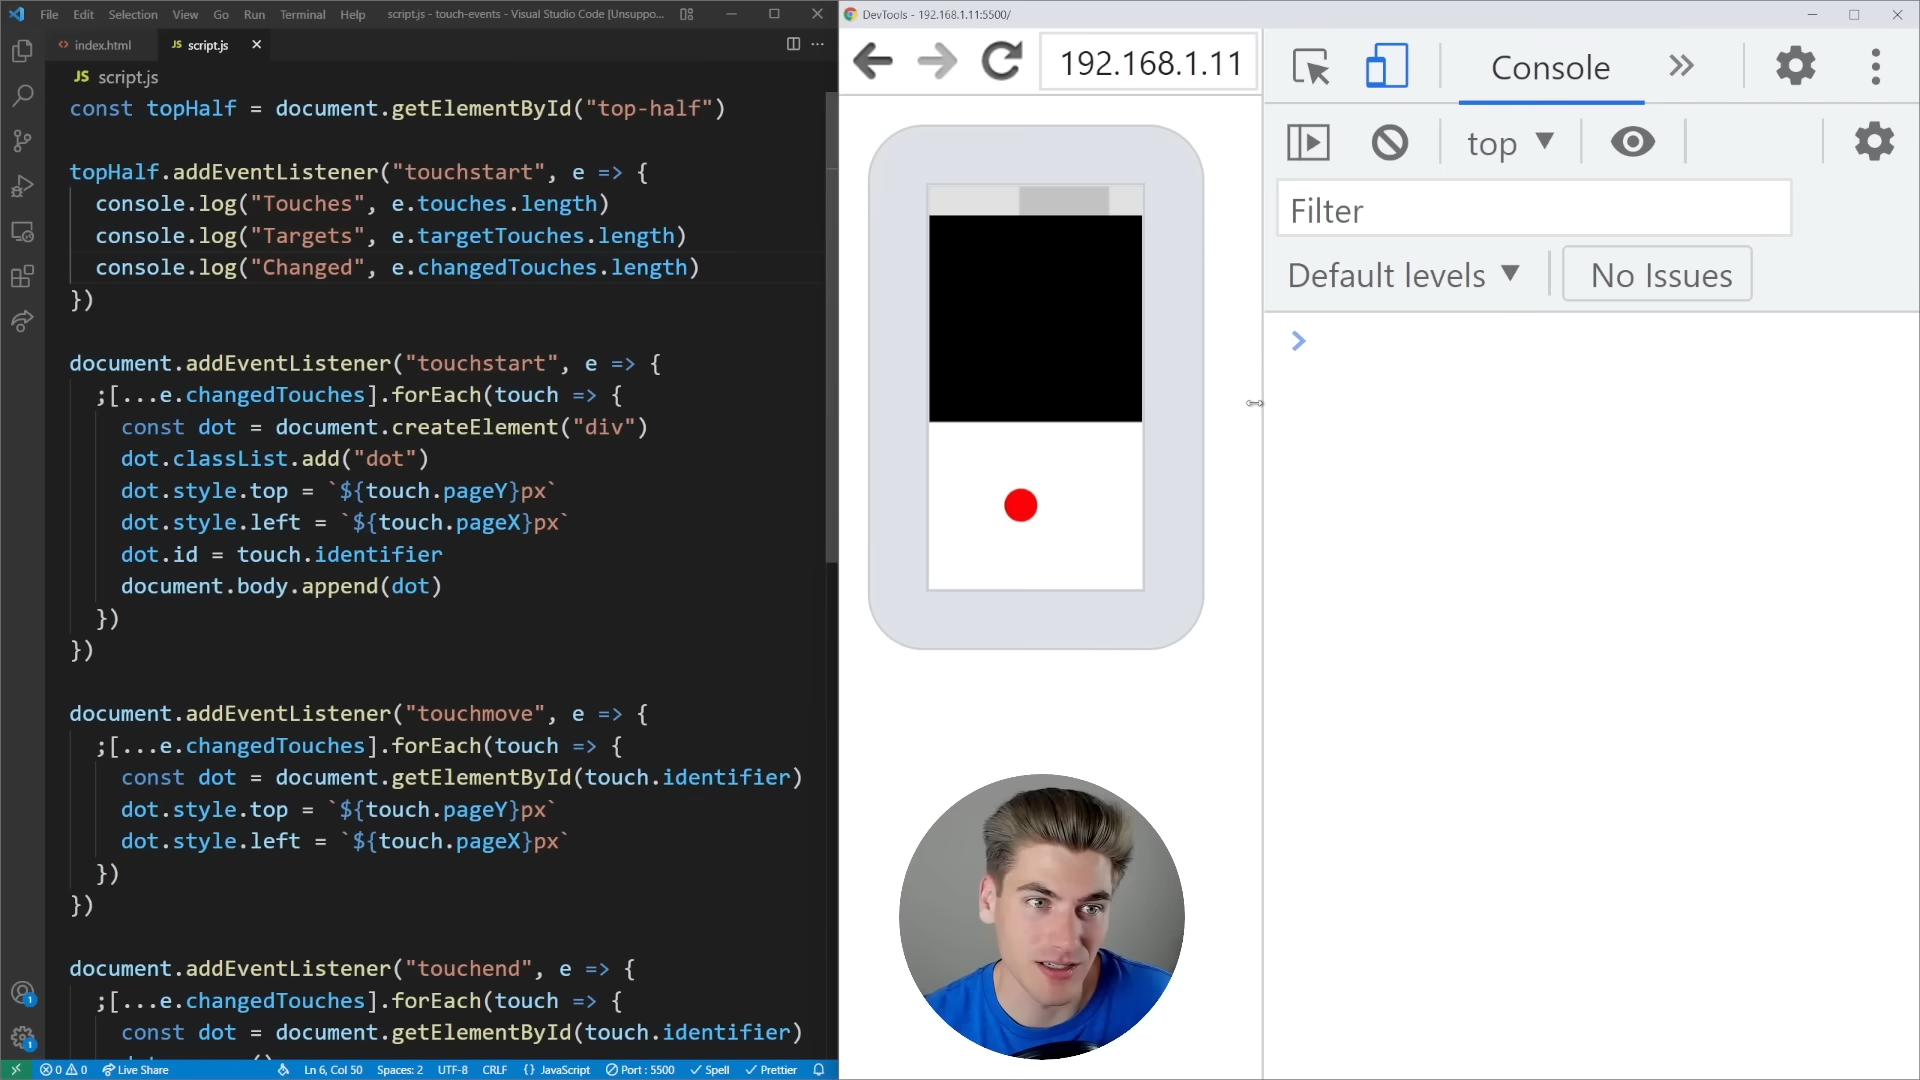 File Edit Selection View Go Run Terminal Help script.js - touch-events - Visual Studio Code [Unsuppo...
index.html JS script.js
JS script.js
const topHalf = document.getElementById("top-half")
topHalf.addEventListener("touchstart", e => {
console.log("Touches", e.touches.length)
console.log("Targets", e.targetTouches.length)
console.log("Changed", e.changedTouches.length)
})
document.addEventListener("touchstart", e => {
;[...e.changedTouches].forEach(touch => {
const dot = document.createElement("div")
dot.classList.add("dot")
dot.style.top = `${touch.pageY}px`
dot.style.left = `${touch.pageX}px`
dot.id = touch.identifier
document.body.append(dot)
})
})
document.addEventListener("touchmove", e => {
;[...e.changedTouches].forEach(touch => {
const dot = document.getElementById(touch.identifier)
dot.style.top = `${touch.pageY}px`
dot.style.left = `${touch.pageX}px`
})
})
document.addEventListener("touchend", e => {
;[...e.changedTouches].forEach(touch => {
const dot = document.getElementById(touch.identifier)
1
1
0 0 Live Share Ln 6, Col 50 Spaces: 2 UTF-8 CRLF {} JavaScript Port : 5500 Spell Prettier
DevTools - 192.168.1.11:5500/
192.168.1.11
Console
top
Filter
Default levels No Issues